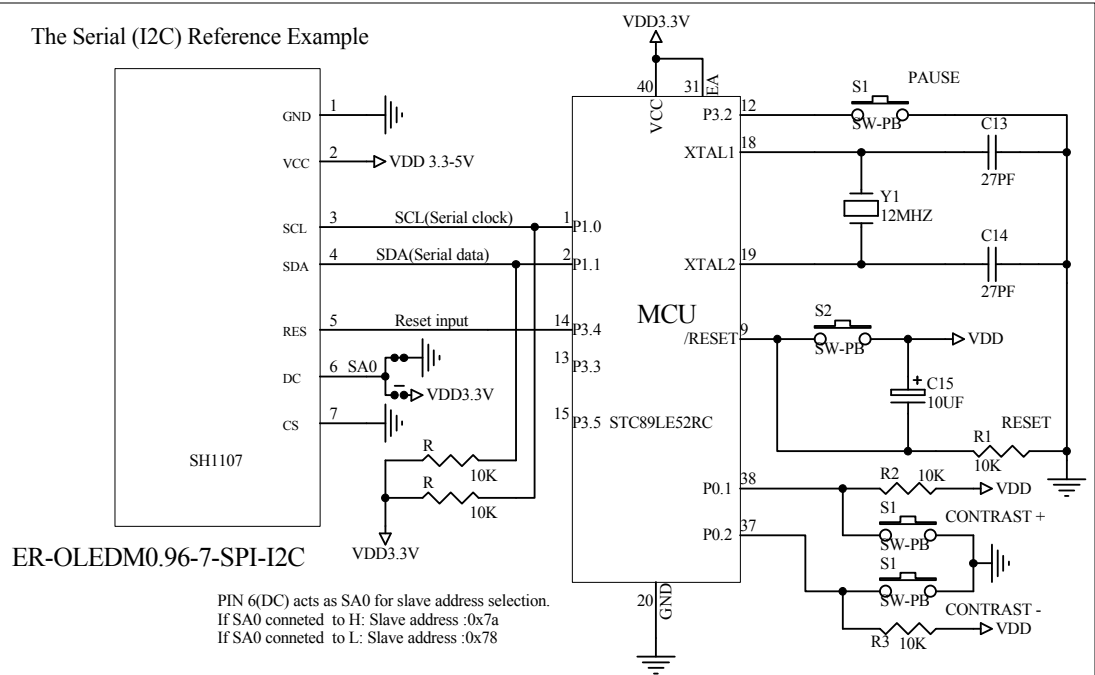 The Serial (I2C) Reference Example
GND
1
VCC
2
VDD 3.3-5V
SCL
3
SCL(Serial clock)
SDA
4
SDA(Serial data)
RES
5
Reset input
DC
6
SA0
VDD3.3V
CS
7
SH1107
R
10K
R
10K
VDD3.3V
ER-OLEDM0.96-7-SPI-I2C
PIN 6(DC) acts as SA0 for slave address selection.
If SA0 conneted to H: Slave address :0x7a
If SA0 conneted to L: Slave address :0x78
VDD3.3V
40
VCC
31
EA
1
P1.0
2
P1.1
14
P3.4
13
P3.3
15
P3.5
STC89LE52RC
MCU
20
GND
P3.2
12
XTAL1
18
XTAL2
19
/RESET
9
P0.1
38
P0.2
37
S1
SW-PB
PAUSE
C13
27PF
Y1
12MHZ
C14
27PF
S2
SW-PB
VDD
+
C15
10UF
R1
10K
RESET
R2
10K
VDD
S1
SW-PB
CONTRAST +
S1
SW-PB
CONTRAST -
R3
10K
VDD